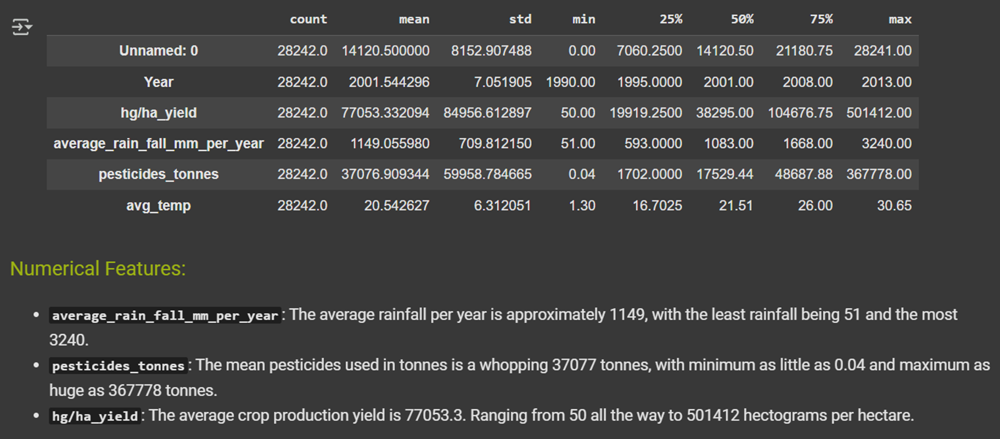 count mean std min 25% 50% 75% max
Unnamed: 0 28242.0 14120.500000 8152.907488 0.00 7060.2500 14120.50 21180.75 28241.00
Year 28242.0 2001.544296 7.051905 1990.00 1995.0000 2001.00 2008.00 2013.00
hg/ha_yield 28242.0 77053.332094 84956.612897 50.00 19919.2500 38295.00 104676.75 501412.00
average_rain_fall_mm_per_year 28242.0 1149.055980 709.812150 51.00 593.0000 1083.00 1668.00 3240.00
pesticides_tonnes 28242.0 37076.909344 59958.784665 0.04 1702.0000 17529.44 48687.88 367778.00
avg_temp 28242.0 20.542627 6.312051 1.30 16.7025 21.51 26.00 30.65
Numerical Features:
• average_rain_fall_mm_per_year: The average rainfall per year is approximately 1149, with the least rainfall being 51 and the most
3240.
• pesticides_tonnes: The mean pesticides used in tonnes is a whopping 37077 tonnes, with minimum as little as 0.04 and maximum as
huge as 367778 tonnes.
• hg/ha_yield: The average crop production yield is 77053.3. Ranging from 50 all the way to 501412 hectograms per hectare.